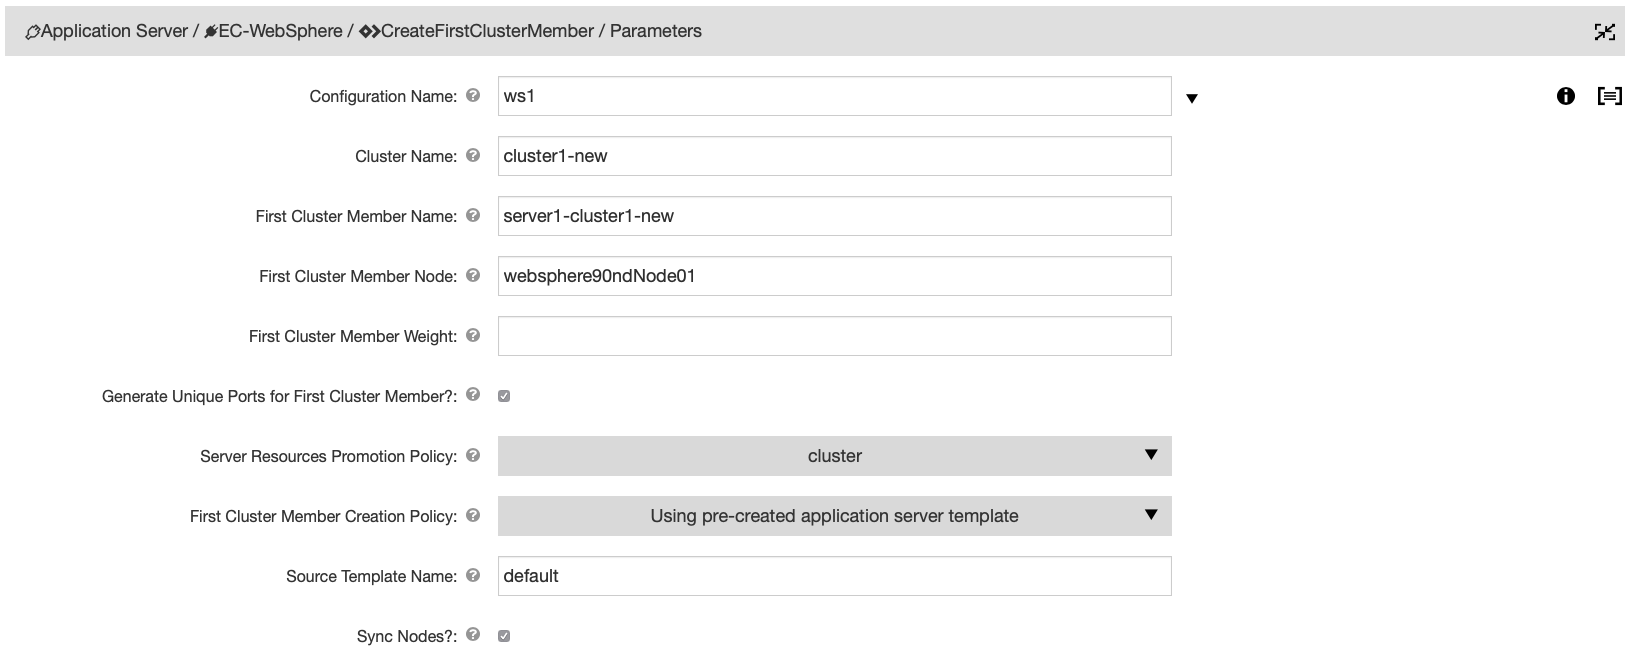 Application Server / EC-WebSphere / CreateFirstClusterMember / Parameters
Configuration Name: ws1
Cluster Name: cluster1-new
First Cluster Member Name: server1-cluster1-new
First Cluster Member Node: websphere90ndNode01
First Cluster Member Weight:
Generate Unique Ports for First Cluster Member?:
Server Resources Promotion Policy: cluster
First Cluster Member Creation Policy: Using pre-created application server template
Source Template Name: default
Sync Nodes?: